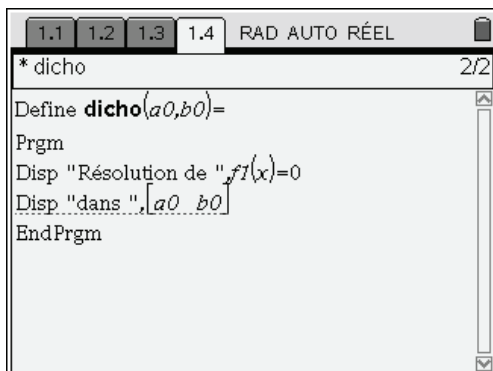 1.1 1.2 1.3 1.4 RAD AUTO RÉEL
* dicho 2/2
Define dicho(a0,b0)=
Prgm
Disp "Résolution de ",f1(x)=0
Disp "dans ",[a0 b0]
EndPrgm